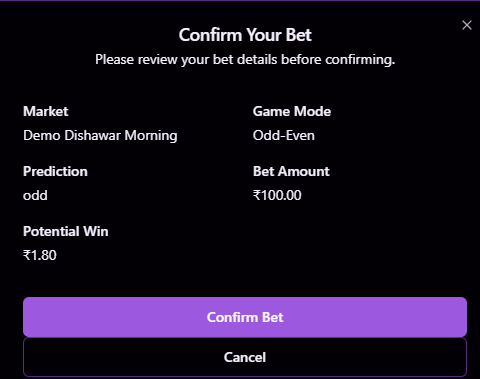 Confirm Your Bet
Please review your bet details before confirming.
Market
Demo Dishawar Morning
Game Mode
Odd-Even
Prediction
odd
Bet Amount
₹100.00
Potential Win
₹1.80
Confirm Bet
Cancel